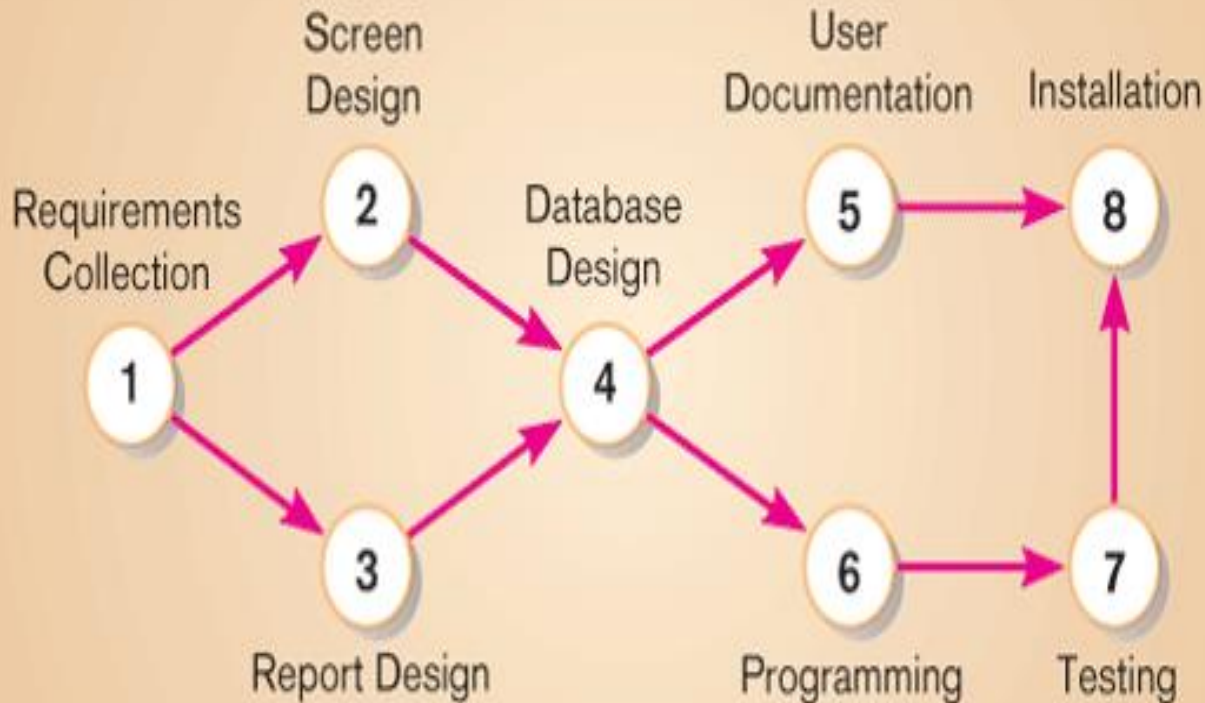 Screen
Design
User
Documentation
Installation
Requirements
Collection
2
Database
Design
5
8
1
4
3
6
7
Report Design
Programming
Testing